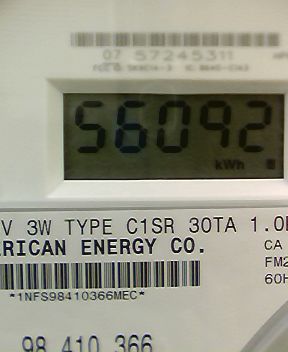 07 57245311
56092
kWh
V 3W TYPE C1SR 30TA 1.0
RICAN ENERGY CO.
CA
FM2
60H
*1NFS98410366MEC*
98 410 366